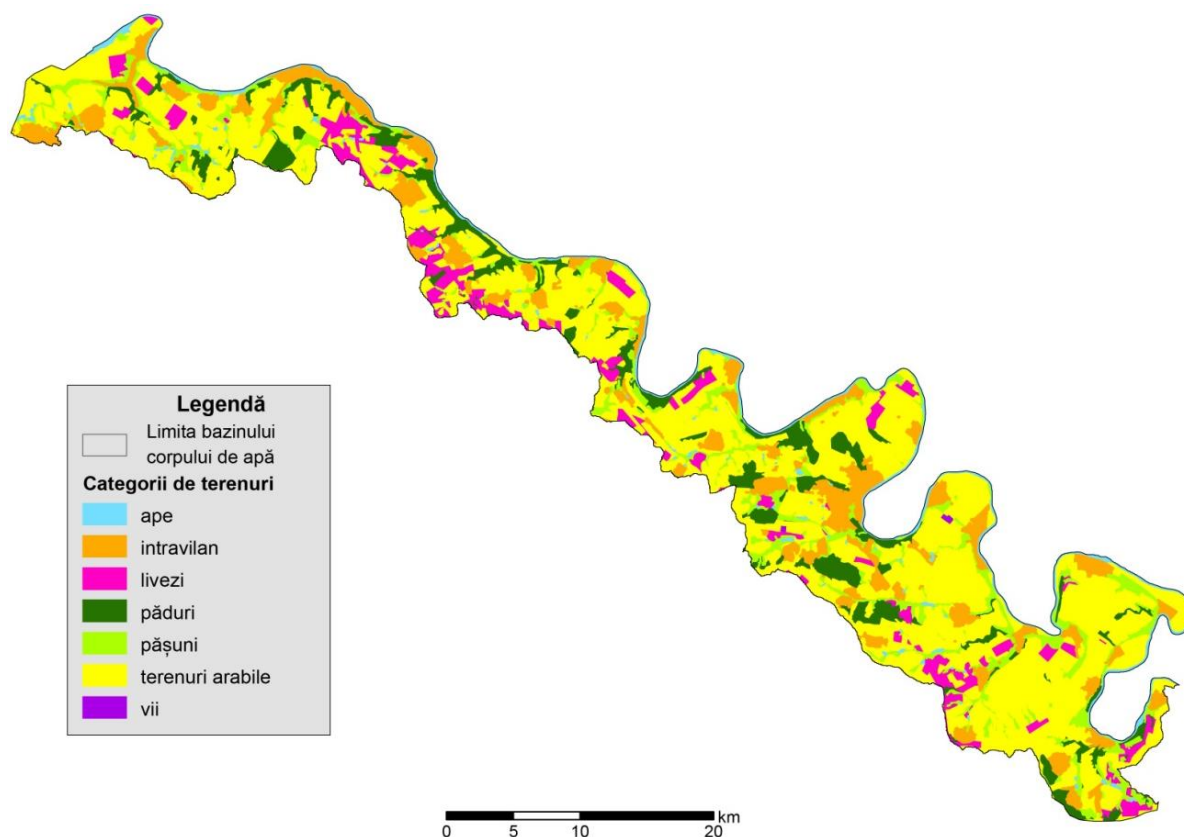 Legendă
Limita bazinului
corpului de apă
Categorii de terenuri
ape
intravilan
livezi
păduri
pășuni
terenuri arabile
vii
km
0 5 10 20